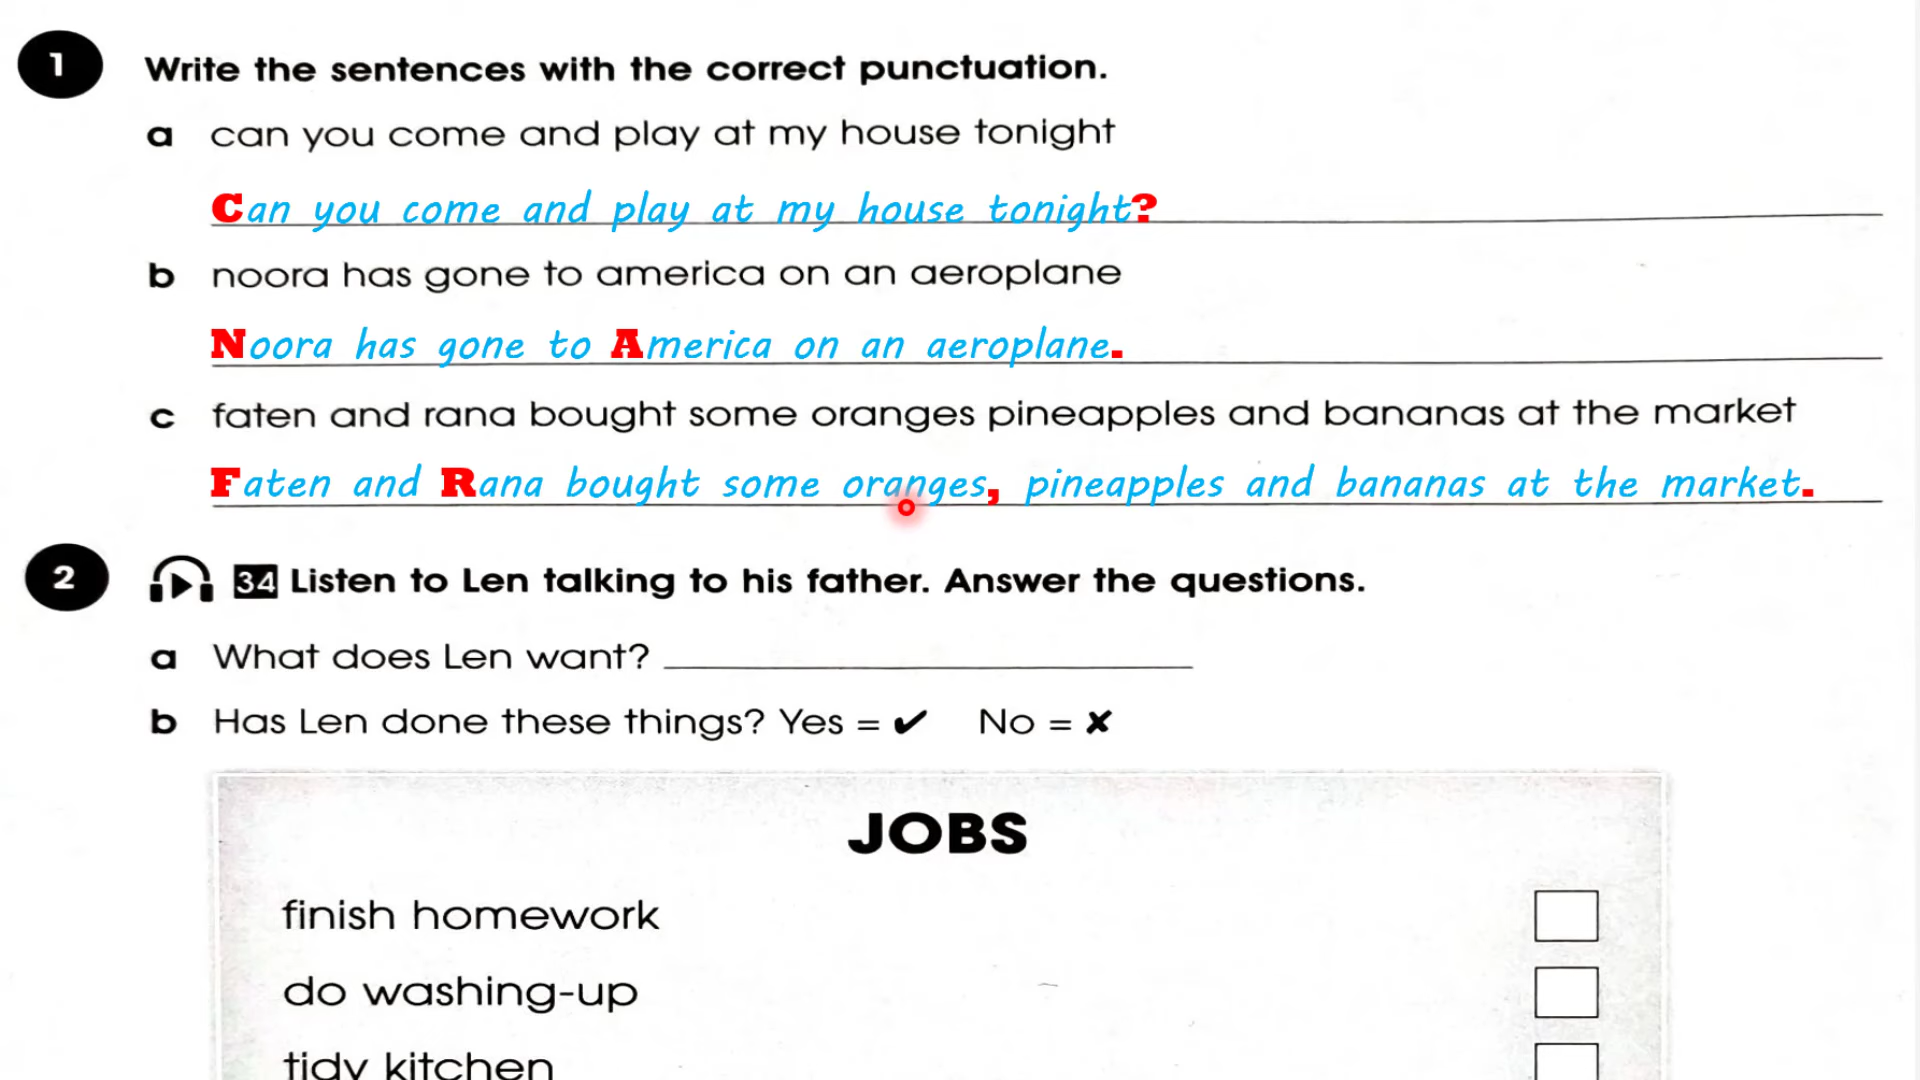 1 Write the sentences with the correct punctuation.
a can you come and play at my house tonight
Can you come and play at my house tonight?
b noora has gone to america on an aeroplane
Noora has gone to America on an aeroplane.
c faten and rana bought some oranges pineapples and bananas at the market
Faten and Rana bought some oranges, pineapples and bananas at the market.
2 34 Listen to Len talking to his father. Answer the questions.
a What does Len want?
b Has Len done these things? Yes = ✔ No = ✘
JOBS
finish homework
do washing-up
tidy kitchen